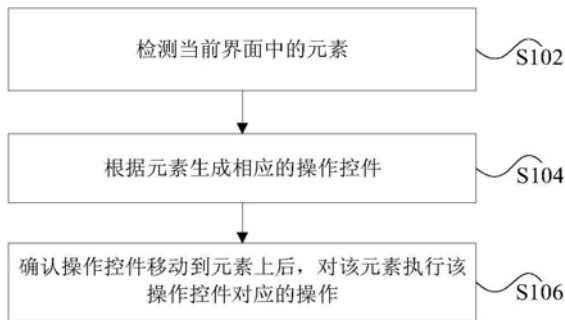 检测当前界面中的元素
S102
根据元素生成相应的操作控件
S104
确认操作控件移动到元素上后，对该元素执行该
操作控件对应的操作
S106